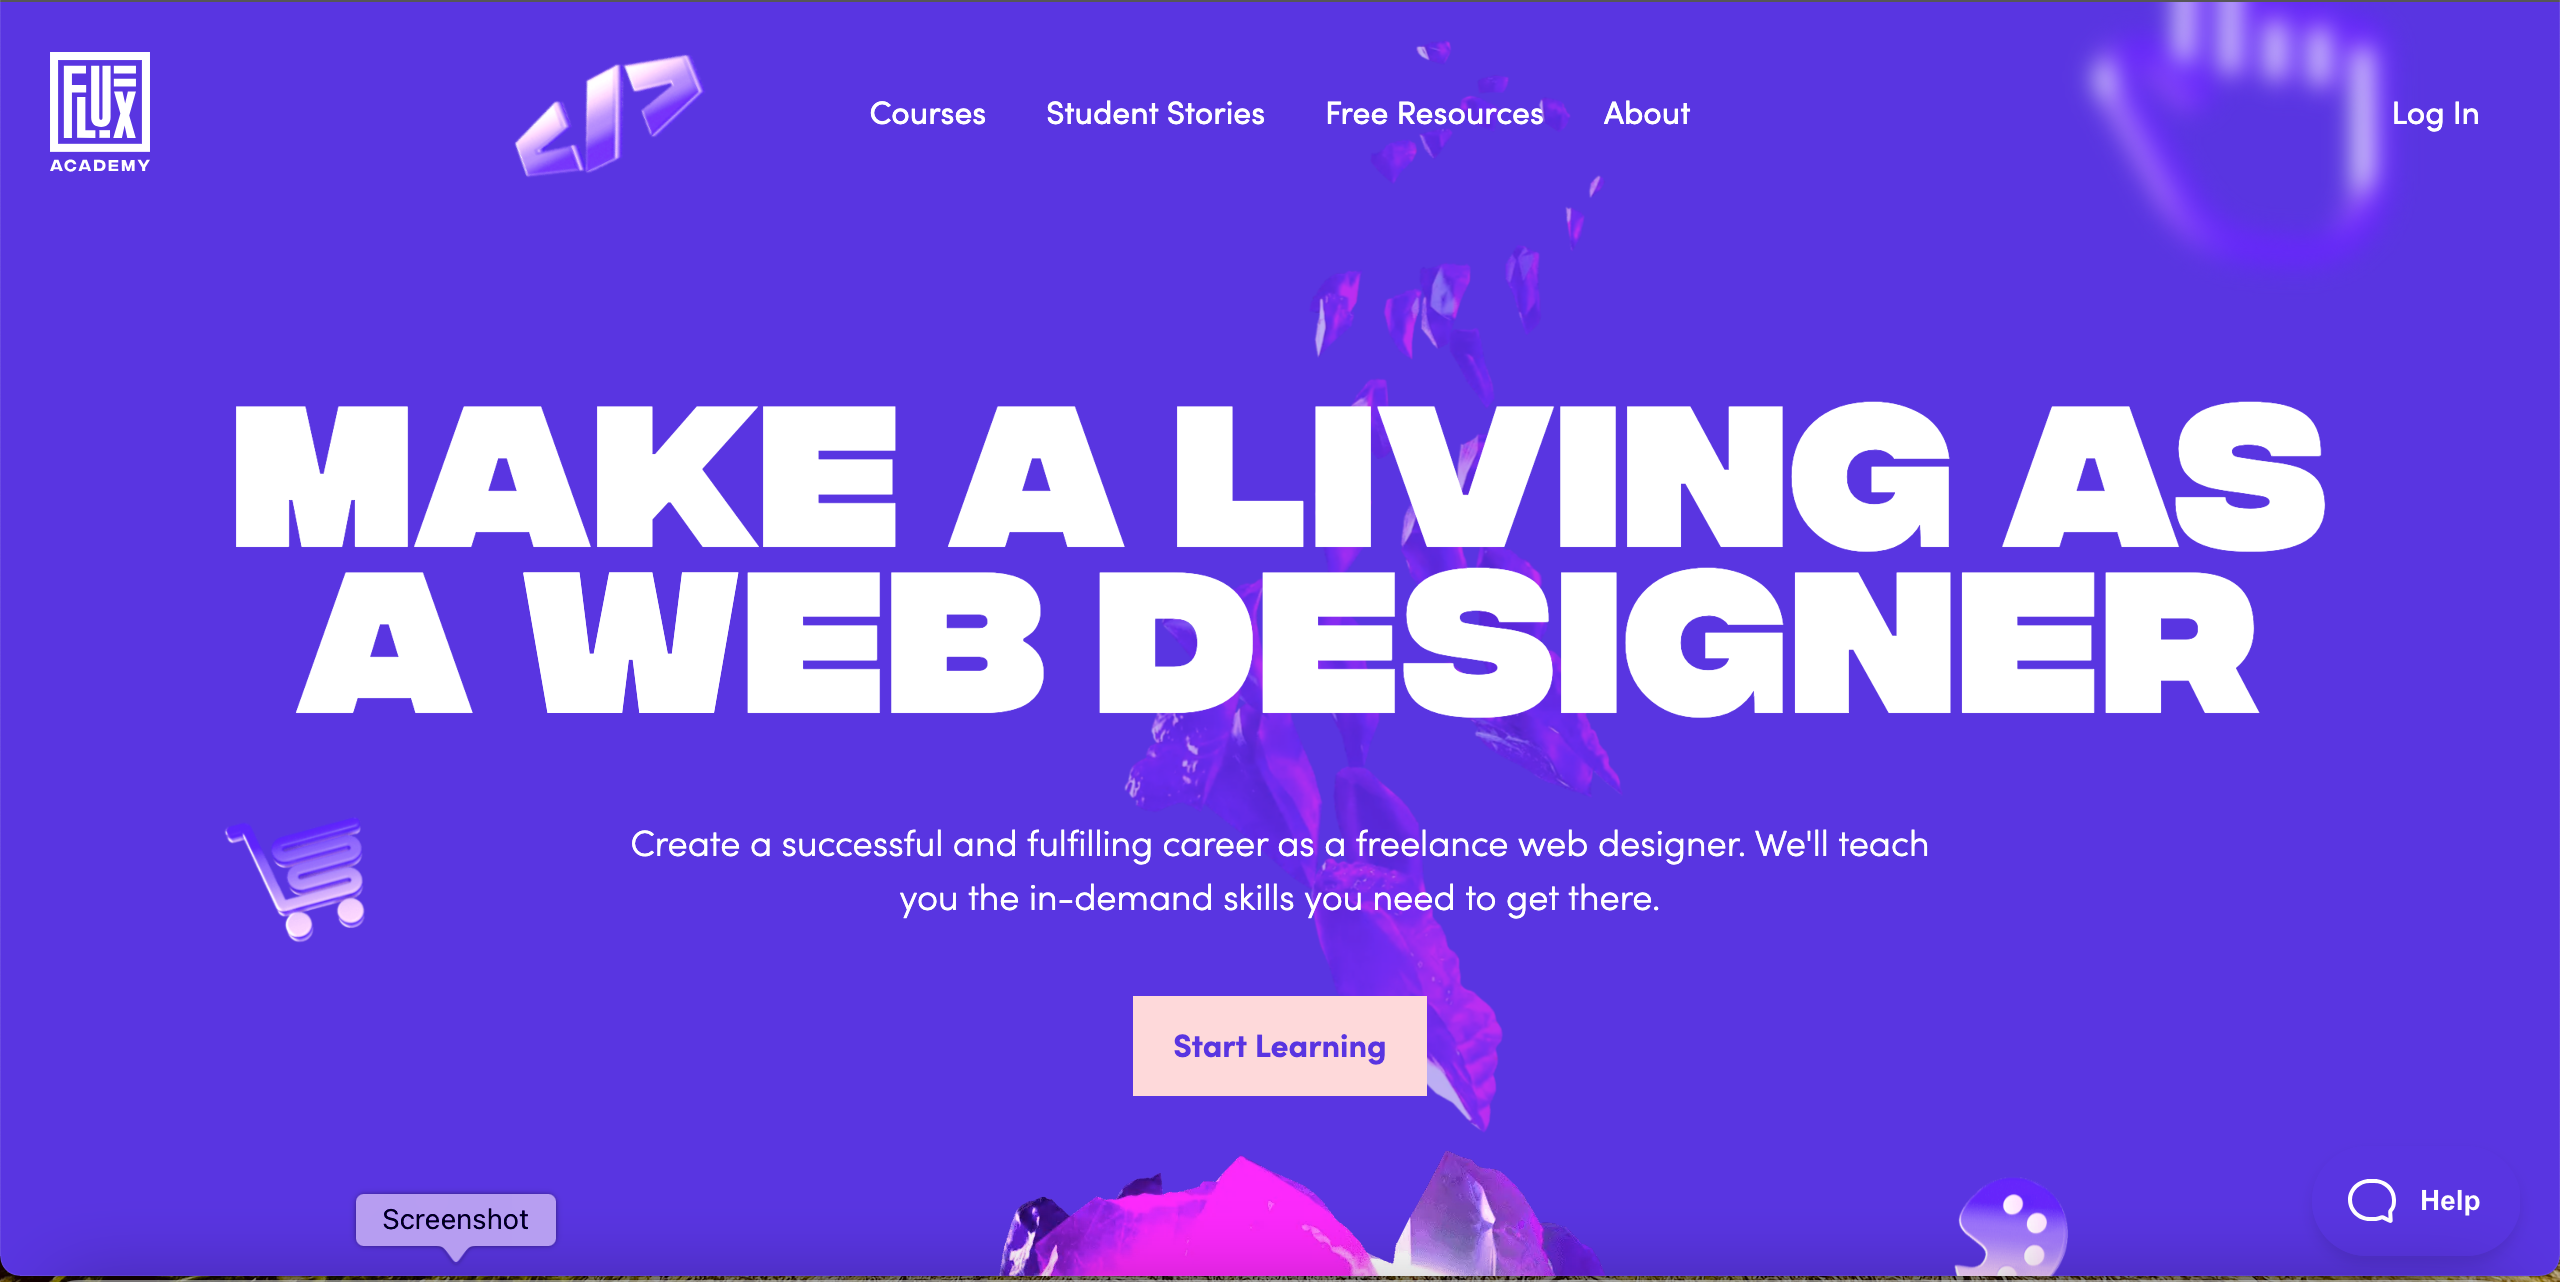 FLUX
ACADEMY
Courses
Student Stories
Free Resources
About
Log In
MAKE A LIVING AS
A WEB DESIGNER
Create a successful and fulfilling career as a freelance web designer. We'll teach
you the in-demand skills you need to get there.
Start Learning
Screenshot
Help